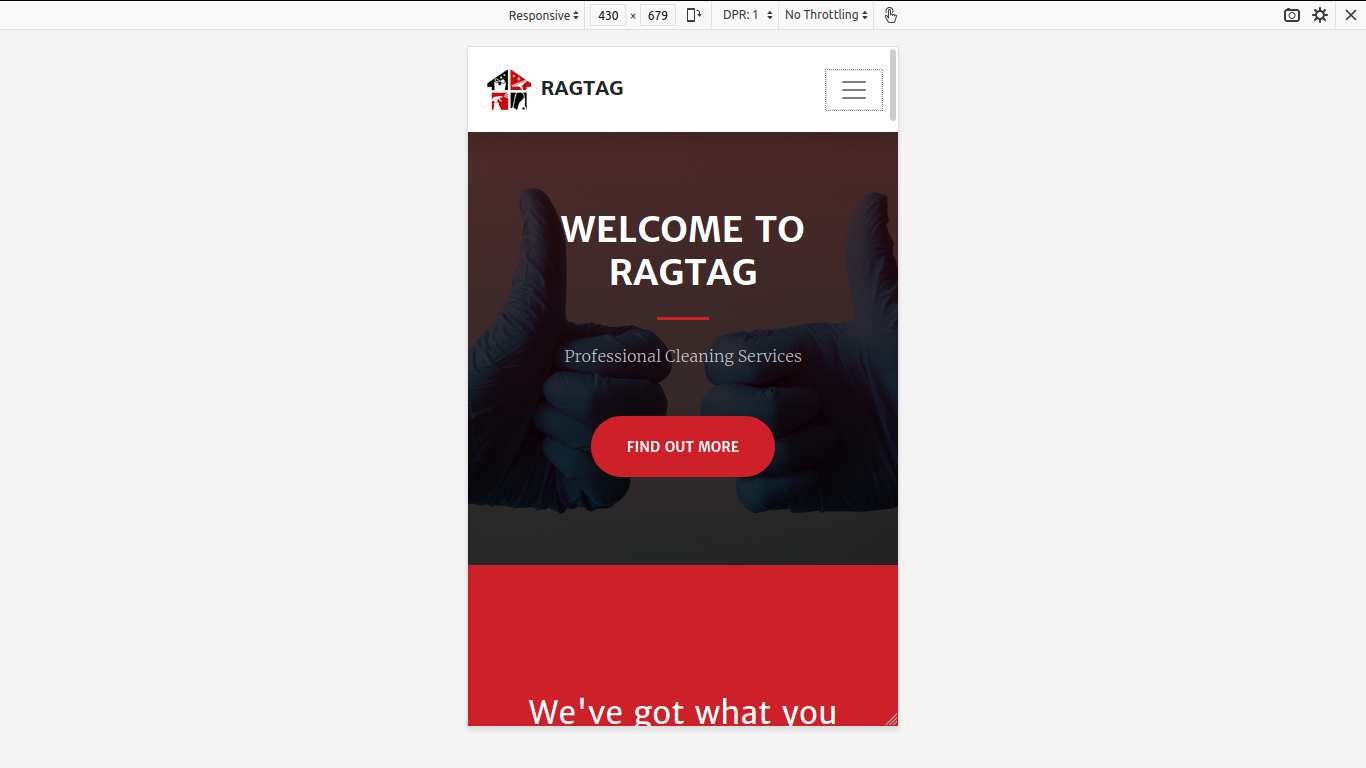 Responsive 430 × 679 DPR: 1 No Throttling
RAGTAG
WELCOME TO
RAGTAG
Professional Cleaning Services
FIND OUT MORE
We've got what you